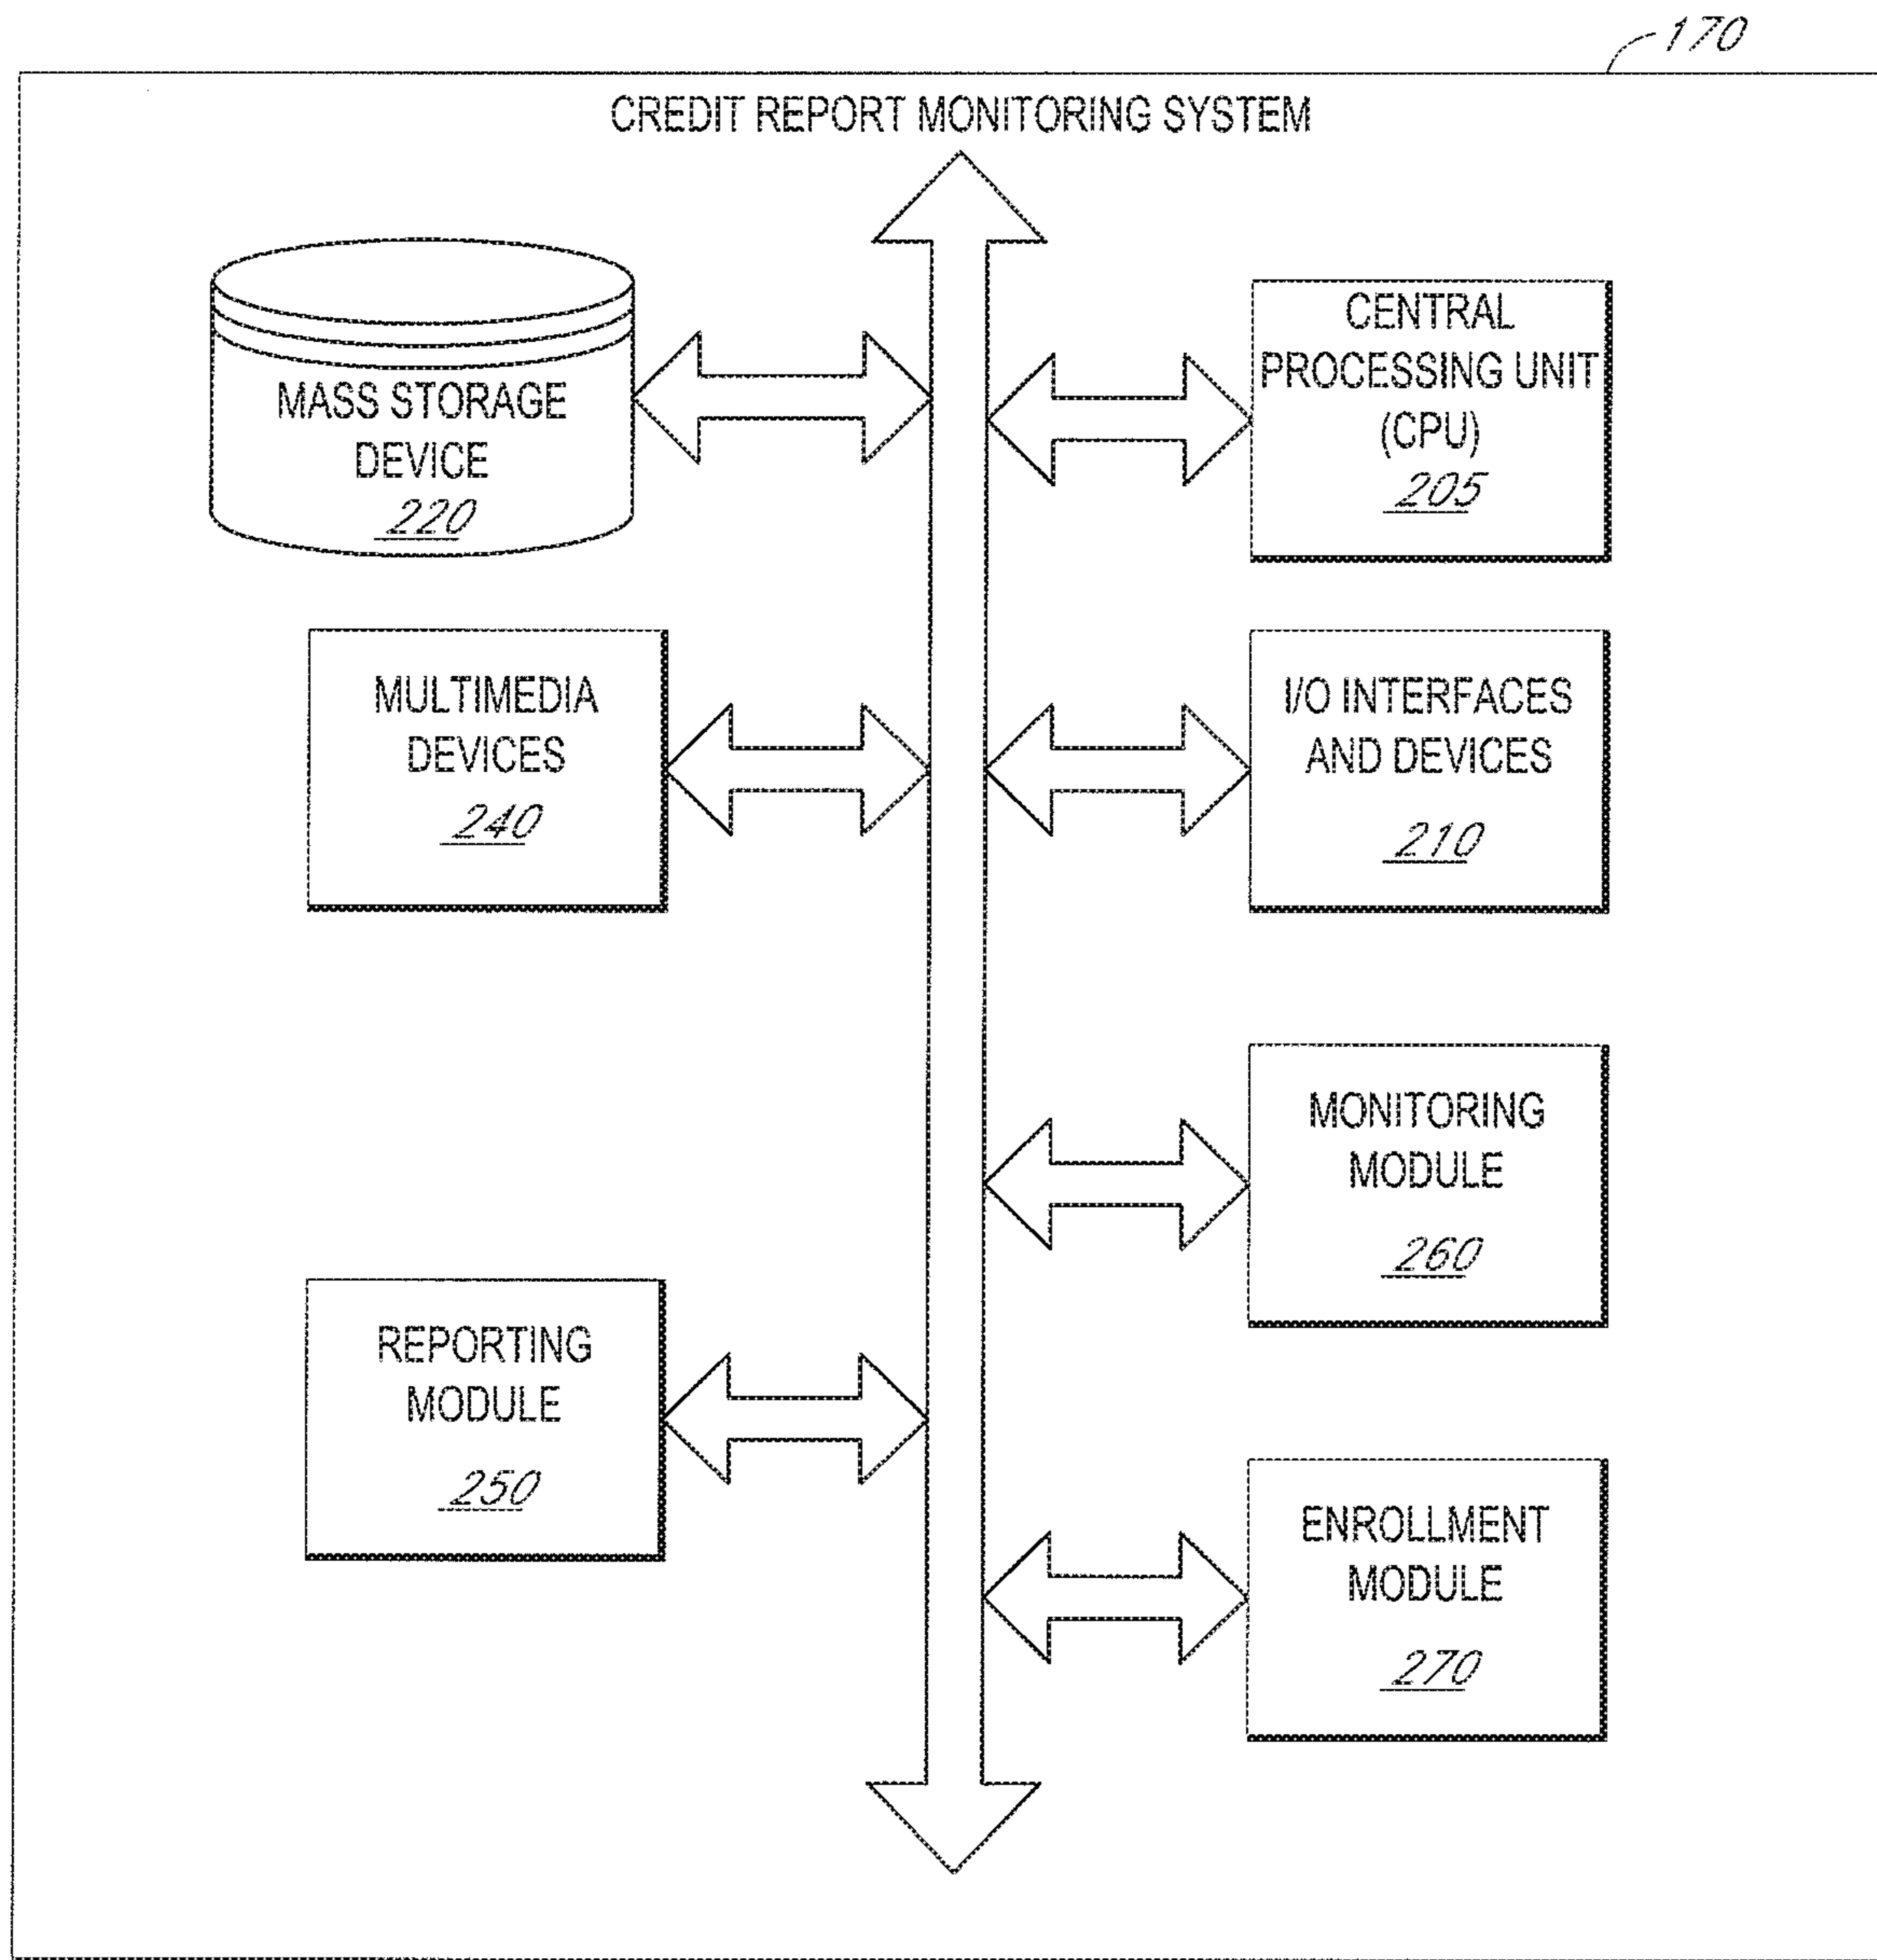 170
CREDIT REPORT MONITORING SYSTEM
MASS STORAGE
DEVICE
220
CENTRAL
PROCESSING UNIT
(CPU)
205
MULTIMEDIA
DEVICES
240
I/O INTERFACES
AND DEVICES
210
MONITORING
MODULE
260
REPORTING
MODULE
250
ENROLLMENT
MODULE
270